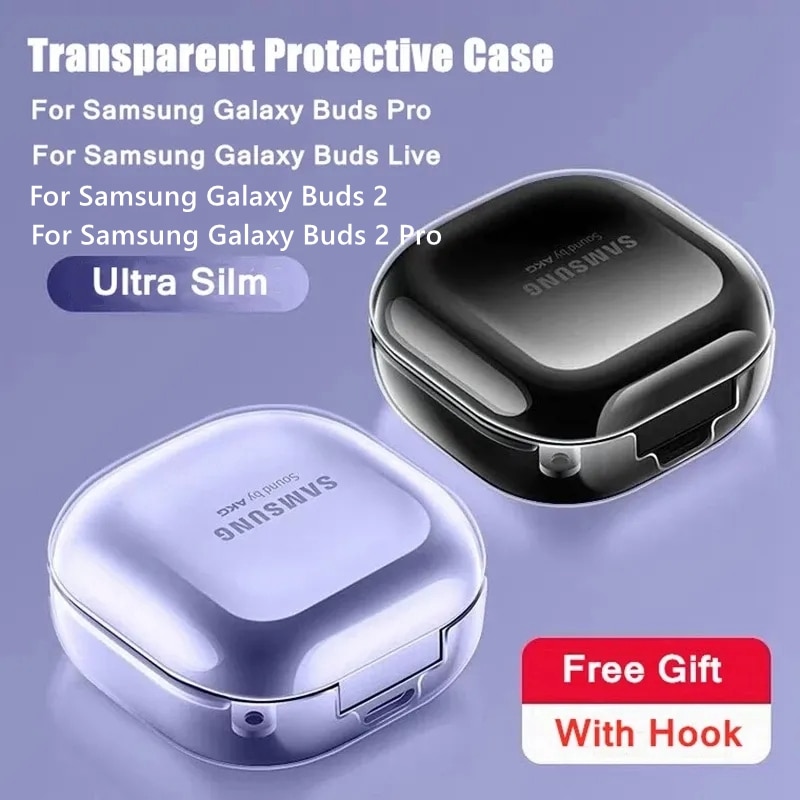 Transparent Protective Case
For Samsung Galaxy Buds Pro
For Samsung Galaxy Buds Live
For Samsung Galaxy Buds 2
For Samsung Galaxy Buds 2 Pro
Ultra Silm
SAMSUNG
Sound by AKG
SAMSUNG
Sound by AKG
Free Gift
With Hook